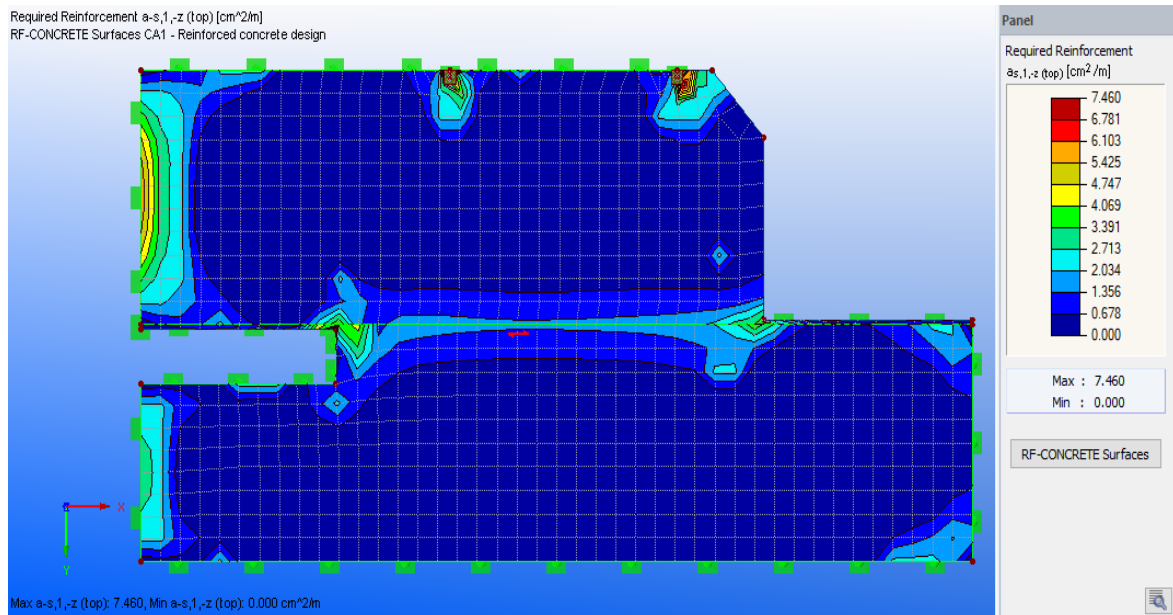 Required Reinforcement a-s,1,-z (top) [cm^2/m]
RF-CONCRETE Surfaces CA1 - Reinforced concrete design
X
Y
Max a-s,1,-z (top): 7.460, Min a-s,1,-z (top): 0.000 cm^2/m
Panel
Required Reinforcement
as,1,-z (top) [cm2/m]
7.460
6.781
6.103
5.425
4.747
4.069
3.391
2.713
2.034
1.356
0.678
0.000
Max : 7.460
Min : 0.000
RF-CONCRETE Surfaces